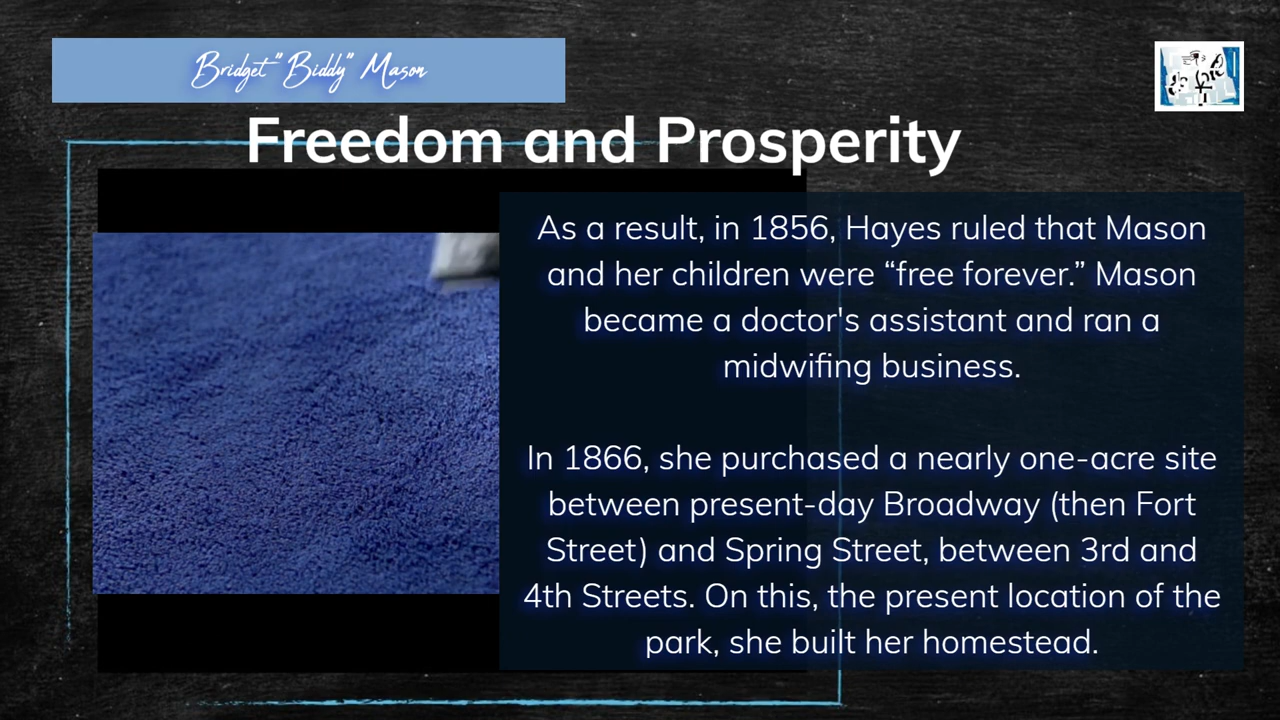 Bridget "Biddy" Mason
Freedom and Prosperity
As a result, in 1856, Hayes ruled that Mason
and her children were “free forever.” Mason
became a doctor's assistant and ran a
midwifing business.
In 1866, she purchased a nearly one-acre site
between present-day Broadway (then Fort
Street) and Spring Street, between 3rd and
4th Streets. On this, the present location of the
park, she built her homestead.